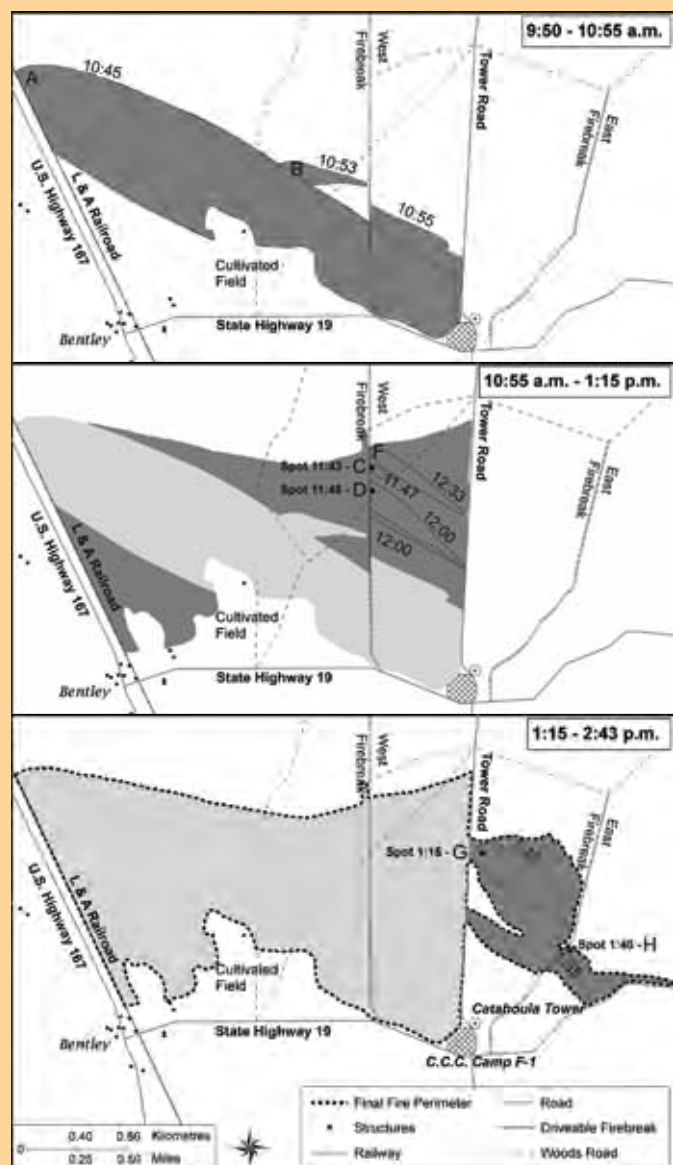 9:50 - 10:55 a.m.
A
10:45
West
Firebreak
Tower Road
East
Firebreak
B
10:53
10:55
L & A Railroad
U.S. Highway 167
Cultivated
Field
State Highway 19
Bentley
10:55 a.m. - 1:15 p.m.
West
Firebreak
Tower Road
East
Firebreak
F
Spot 11:43 - C
Spot 11:45 - D
11:47
12:33
12:00
12:00
L & A Railroad
U.S. Highway 167
Cultivated
Field
State Highway 19
Bentley
1:15 - 2:43 p.m.
West
Firebreak
Tower Road
East
Firebreak
Spot 1:15 - G
Spot 1:40 - H
L & A Railroad
U.S. Highway 167
Cultivated
Field
State Highway 19
Bentley
Catahoula Tower
C.C.C. Camp F-1
Final Fire Perimeter
Structures
Railway
Road
Driveable Firebreak
Woods Road
0 0.40 Kilometres
0.25 0.50 Miles